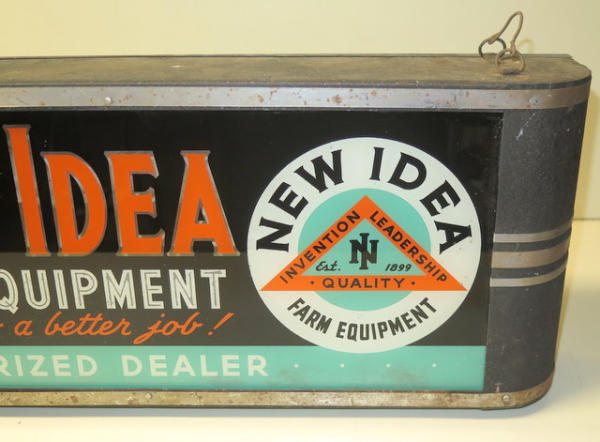 IDEA
QUIPMENT
a better job!
RIZED DEALER
NEW IDEA
INVENTION LEADERSHIP
Est. NI 1899
· QUALITY ·
FARM EQUIPMENT